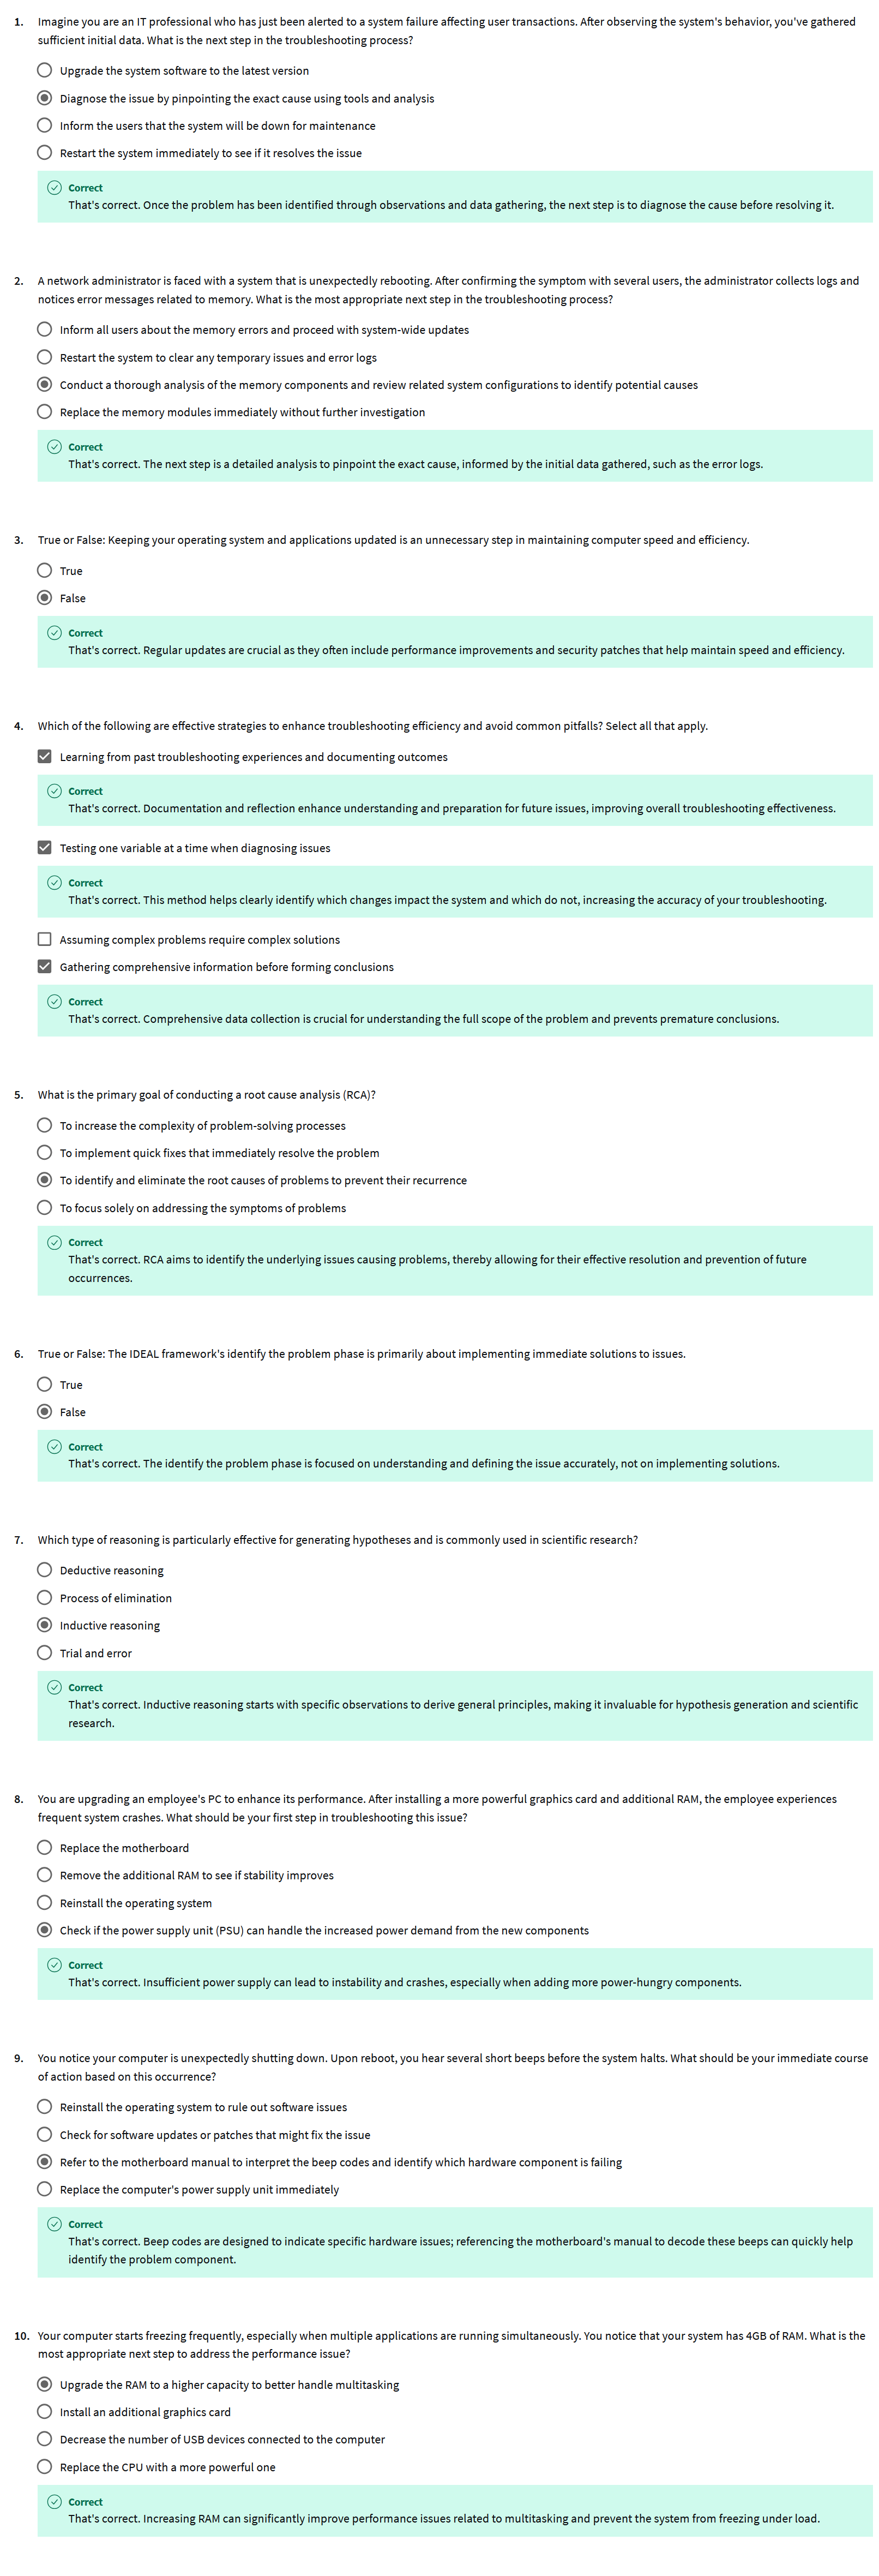 1. Imagine you are an IT professional who has just been alerted to a system failure affecting user transactions. After observing the system's behavior, you've gathered
sufficient initial data. What is the next step in the troubleshooting process?
Upgrade the system software to the latest version
Diagnose the issue by pinpointing the exact cause using tools and analysis
Inform the users that the system will be down for maintenance
Restart the system immediately to see if it resolves the issue
Correct
That's correct. Once the problem has been identified through observations and data gathering, the next step is to diagnose the cause before resolving it.
2. A network administrator is faced with a system that is unexpectedly rebooting. After confirming the symptom with several users, the administrator collects logs and
notices error messages related to memory. What is the most appropriate next step in the troubleshooting process?
Inform all users about the memory errors and proceed with system-wide updates
Restart the system to clear any temporary issues and error logs
Conduct a thorough analysis of the memory components and review related system configurations to identify potential causes
Replace the memory modules immediately without further investigation
Correct
That's correct. The next step is a detailed analysis to pinpoint the exact cause, informed by the initial data gathered, such as the error logs.
3. True or False: Keeping your operating system and applications updated is an unnecessary step in maintaining computer speed and efficiency.
True
False
Correct
That's correct. Regular updates are crucial as they often include performance improvements and security patches that help maintain speed and efficiency.
4. Which of the following are effective strategies to enhance troubleshooting efficiency and avoid common pitfalls? Select all that apply.
Learning from past troubleshooting experiences and documenting outcomes
Correct
That's correct. Documentation and reflection enhance understanding and preparation for future issues, improving overall troubleshooting effectiveness.
Testing one variable at a time when diagnosing issues
Correct
That's correct. This method helps clearly identify which changes impact the system and which do not, increasing the accuracy of your troubleshooting.
Assuming complex problems require complex solutions
Gathering comprehensive information before forming conclusions
Correct
That's correct. Comprehensive data collection is crucial for understanding the full scope of the problem and prevents premature conclusions.
5. What is the primary goal of conducting a root cause analysis (RCA)?
To increase the complexity of problem-solving processes
To implement quick fixes that immediately resolve the problem
To identify and eliminate the root causes of problems to prevent their recurrence
To focus solely on addressing the symptoms of problems
Correct
That's correct. RCA aims to identify the underlying issues causing problems, thereby allowing for their effective resolution and prevention of future
occurrences.
6. True or False: The IDEAL framework's identify the problem phase is primarily about implementing immediate solutions to issues.
True
False
Correct
That's correct. The identify the problem phase is focused on understanding and defining the issue accurately, not on implementing solutions.
7. Which type of reasoning is particularly effective for generating hypotheses and is commonly used in scientific research?
Deductive reasoning
Process of elimination
Inductive reasoning
Trial and error
Correct
That's correct. Inductive reasoning starts with specific observations to derive general principles, making it invaluable for hypothesis generation and scientific
research.
8. You are upgrading an employee's PC to enhance its performance. After installing a more powerful graphics card and additional RAM, the employee experiences
frequent system crashes. What should be your first step in troubleshooting this issue?
Replace the motherboard
Remove the additional RAM to see if stability improves
Reinstall the operating system
Check if the power supply unit (PSU) can handle the increased power demand from the new components
Correct
That's correct. Insufficient power supply can lead to instability and crashes, especially when adding more power-hungry components.
9. You notice your computer is unexpectedly shutting down. Upon reboot, you hear several short beeps before the system halts. What should be your immediate course
of action based on this occurrence?
Reinstall the operating system to rule out software issues
Check for software updates or patches that might fix the issue
Refer to the motherboard manual to interpret the beep codes and identify which hardware component is failing
Replace the computer's power supply unit immediately
Correct
That's correct. Beep codes are designed to indicate specific hardware issues; referencing the motherboard's manual to decode these beeps can quickly help
identify the problem component.
10. Your computer starts freezing frequently, especially when multiple applications are running simultaneously. You notice that your system has 4GB of RAM. What is the
most appropriate next step to address the performance issue?
Upgrade the RAM to a higher capacity to better handle multitasking
Install an additional graphics card
Decrease the number of USB devices connected to the computer
Replace the CPU with a more powerful one
Correct
That's correct. Increasing RAM can significantly improve performance issues related to multitasking and prevent the system from freezing under load.